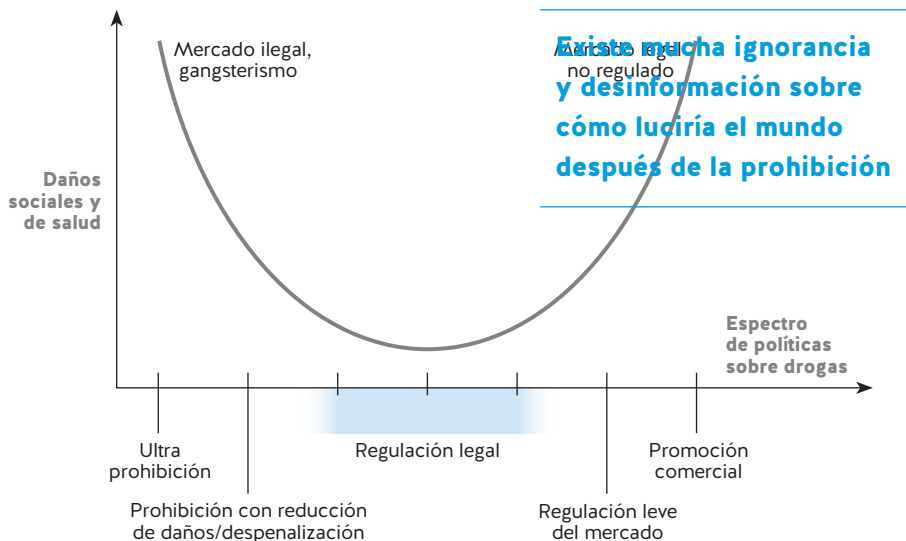 Mercado ilegal,
gangsterismo
Mercado legal
no regulado
Existe mucha ignorancia
y desinformación sobre
cómo luciría el mundo
después de la prohibición
Daños
sociales y
de salud
Espectro
de políticas
sobre drogas
Ultra
prohibición
Regulación legal
Promoción
comercial
Prohibición con reducción
de daños/despenalización
Regulación leve
del mercado